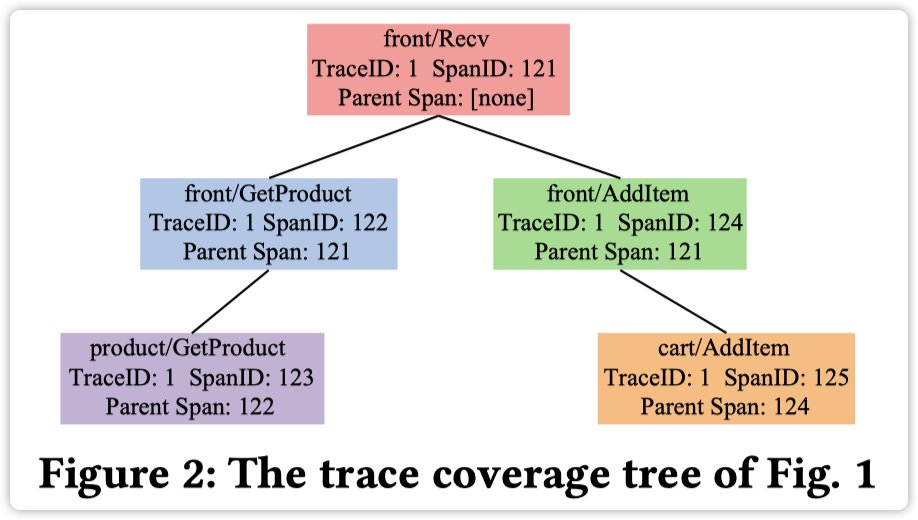 front/Recv
TraceID: 1 SpanID: 121
Parent Span: [none]
front/GetProduct
TraceID: 1 SpanID: 122
Parent Span: 121
front/AddItem
TraceID: 1 SpanID: 124
Parent Span: 121
product/GetProduct
TraceID: 1 SpanID: 123
Parent Span: 122
cart/AddItem
TraceID: 1 SpanID: 125
Parent Span: 124
Figure 2: The trace coverage tree of Fig. 1